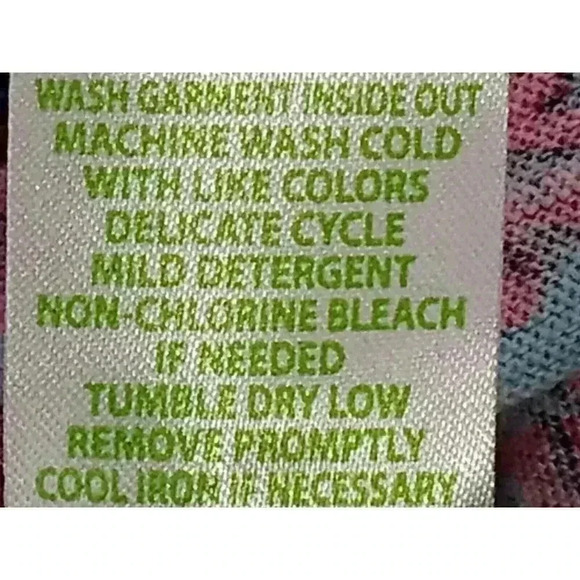 WASH GARMENT INSIDE OUT
MACHINE WASH COLD
WITH LIKE COLORS
DELICATE CYCLE
MILD DETERGENT
NON-CHLORINE BLEACH
IF NEEDED
TUMBLE DRY LOW
REMOVE PROMPTLY
COOL IRON IF NECESSARY